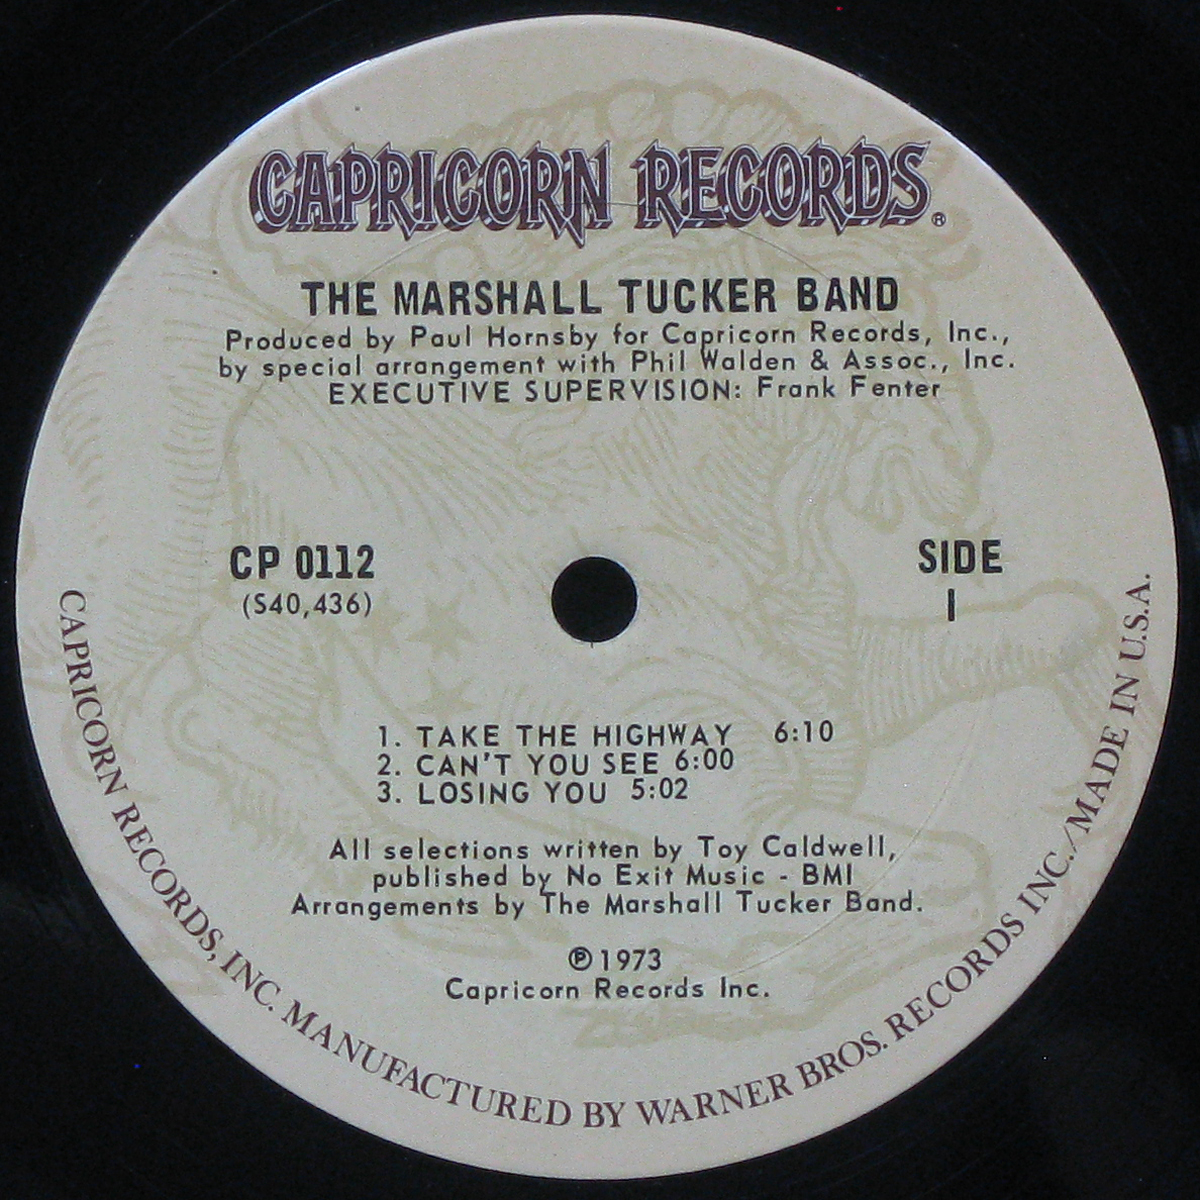 CAPRICORN RECORDS®
THE MARSHALL TUCKER BAND
Produced by Paul Hornsby for Capricorn Records, Inc.,
by special arrangement with Phil Walden & Assoc., Inc.
EXECUTIVE SUPERVISION: Frank Fenter
CP 0112
(S40,436)
SIDE
1
1. TAKE THE HIGHWAY 6:10
2. CAN'T YOU SEE 6:00
3. LOSING YOU 5:02
All selections written by Toy Caldwell,
published by No Exit Music - BMI
Arrangements by The Marshall Tucker Band.
℗ 1973
Capricorn Records Inc.
CAPRICORN RECORDS, INC. MANUFACTURED BY WARNER BROS. RECORDS INC./MADE IN U.S.A.